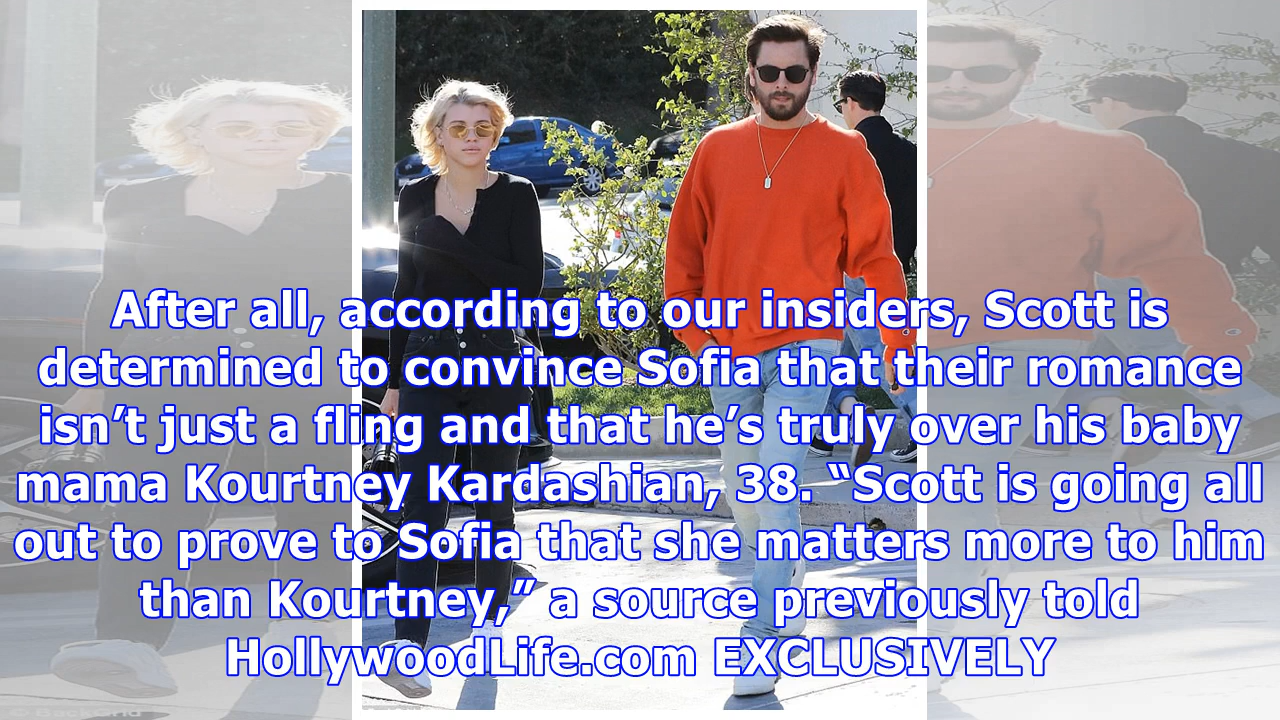 After all, according to our insiders, Scott is
determined to convince Sofia that their romance
isn’t just a fling and that he’s truly over his baby
mama Kourtney Kardashian, 38. “Scott is going all
out to prove to Sofia that she matters more to him
than Kourtney,” a source previously told
HollywoodLife.com EXCLUSIVELY
© BackGrid